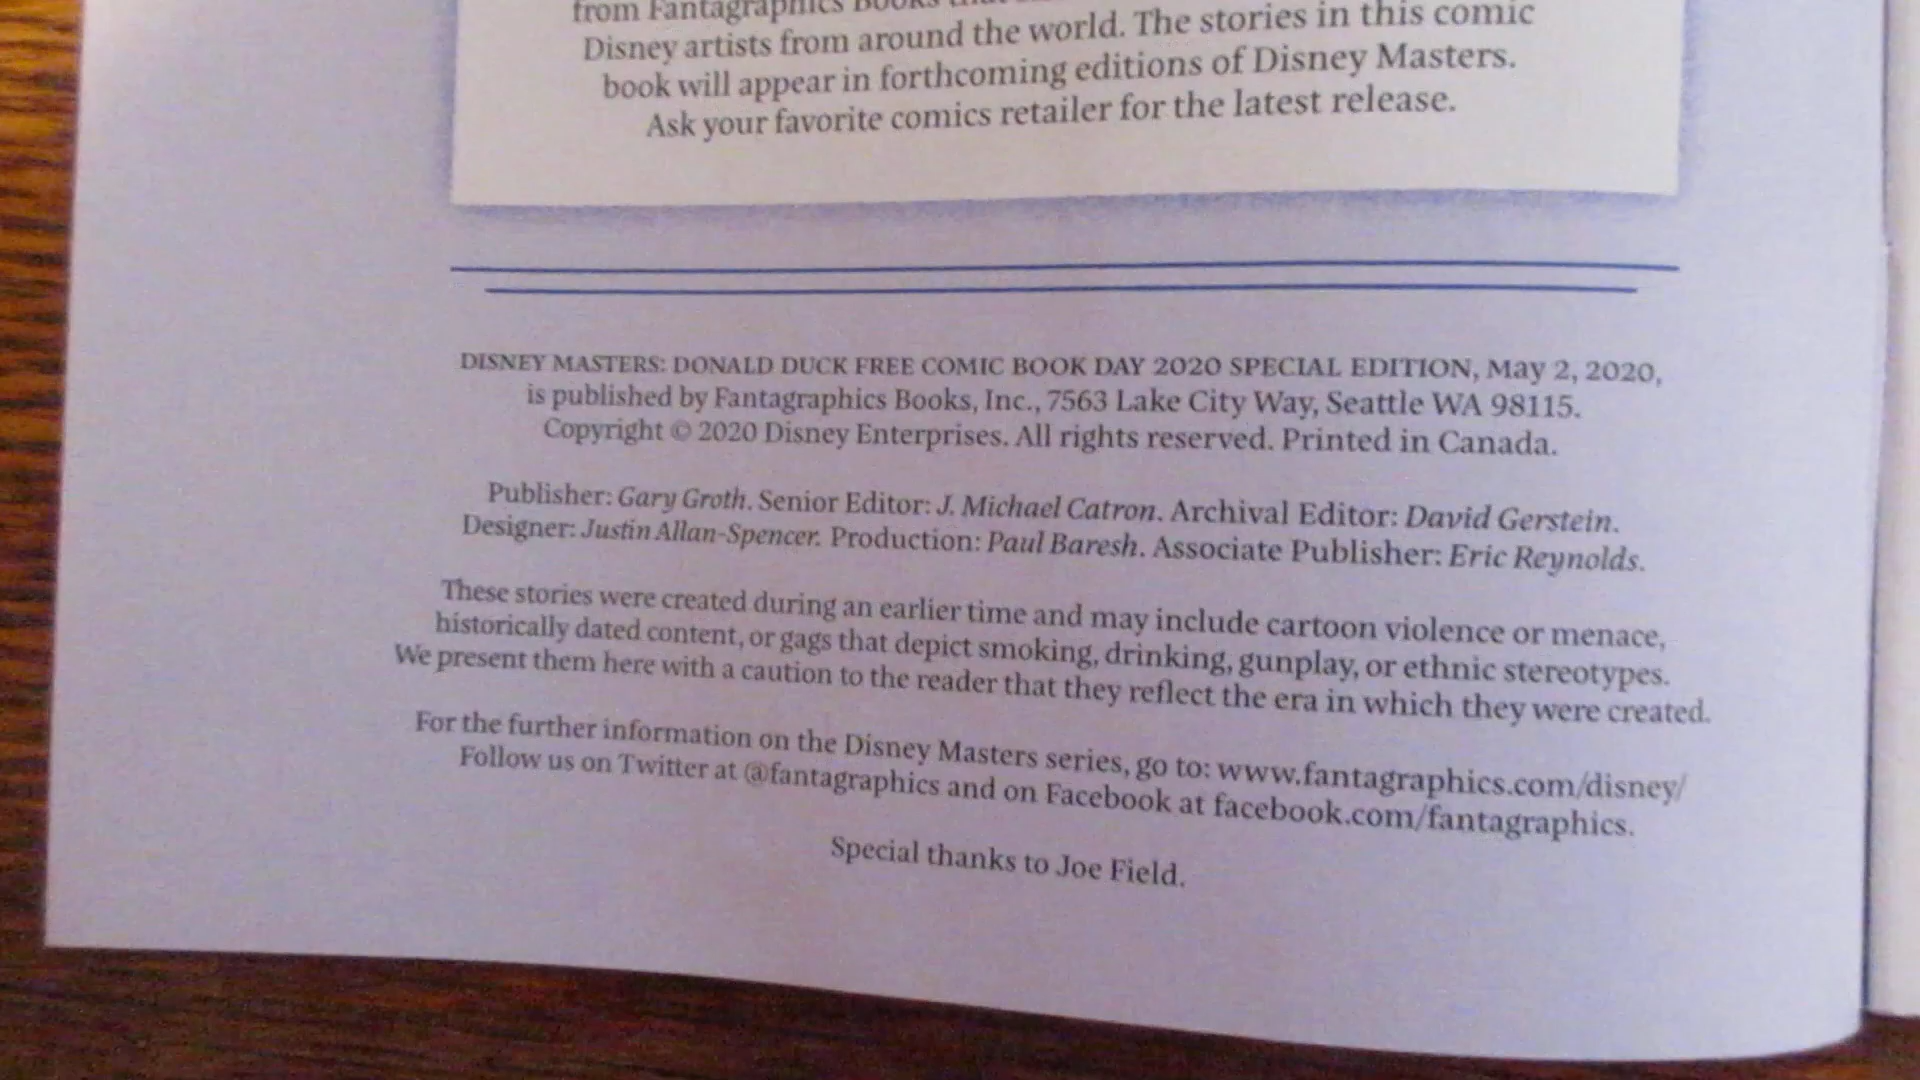 from Fantagraphics Books
Disney artists from around the world. The stories in this comic
book will appear in forthcoming editions of Disney Masters.
Ask your favorite comics retailer for the latest release.
DISNEY MASTERS: DONALD DUCK FREE COMIC BOOK DAY 2020 SPECIAL EDITION, May 2, 2020,
is published by Fantagraphics Books, Inc., 7563 Lake City Way, Seattle WA 98115.
Copyright © 2020 Disney Enterprises. All rights reserved. Printed in Canada.
Publisher: Gary Groth. Senior Editor: J. Michael Catron. Archival Editor: David Gerstein.
Designer: Justin Allan-Spencer. Production: Paul Baresh. Associate Publisher: Eric Reynolds.
These stories were created during an earlier time and may include cartoon violence or menace,
historically dated content, or gags that depict smoking, drinking, gunplay, or ethnic stereotypes.
We present them here with a caution to the reader that they reflect the era in which they were created.
For the further information on the Disney Masters series, go to: www.fantagraphics.com/disney/
Follow us on Twitter at @fantagraphics and on Facebook at facebook.com/fantagraphics.
Special thanks to Joe Field.